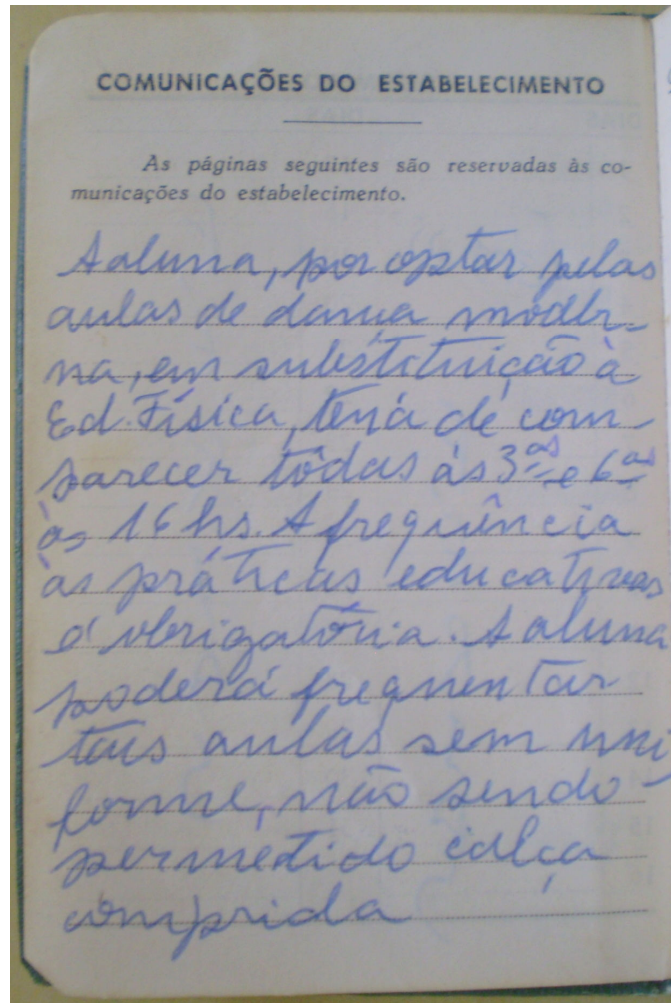 COMUNICAÇÕES DO ESTABELECIMENTO
As páginas seguintes são reservadas às co-
municações do estabelecimento.
A aluna, por optar pelas
aulas de dança moder-
na, em substituição à
Ed. Física, terá de com-
parecer tôdas às 3ªs e 6as
às 16 hs. A frequência
às práticas educativas
é obrigatória. A aluna
poderá frequentar
tais aulas sem uni-
forme, não sendo
permetido calça
comprida